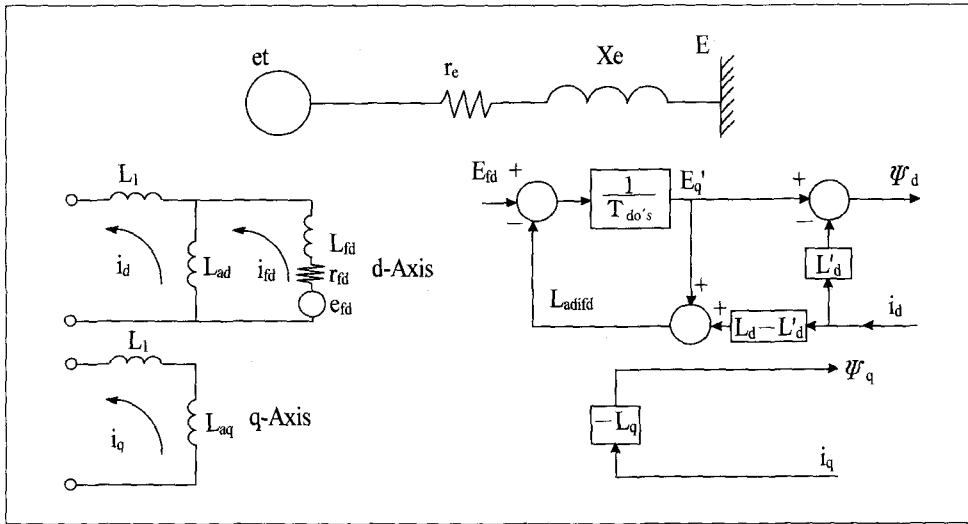 et
r_e
Xe
E
L_1
i_d
L_ad
i_fd
L_fd
r_fd
e_fd
d-Axis
L_1
i_q
L_aq
q-Axis
E_fd
+
−
1
T_do's
E_q'
+
−
Ψ_d
L'_d
L_adifd
+
+
L_d−L'_d
i_d
Ψ_q
−L_q
i_q